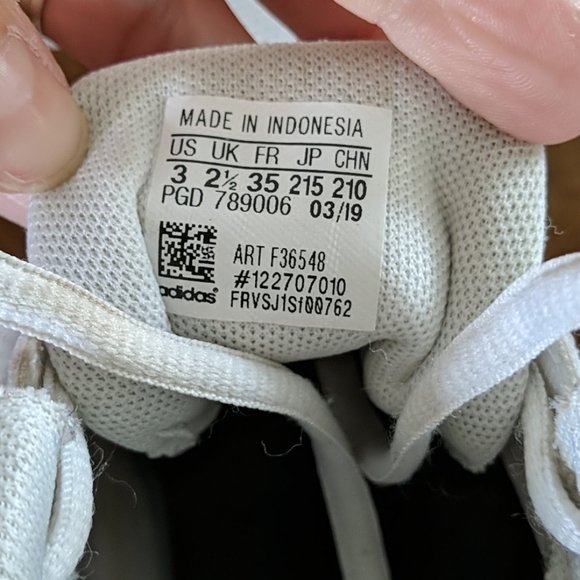 MADE IN INDONESIA
US UK FR JP CHN
3 2½ 35 215 210
PGD 789006 03/19
ART F36548
#122707010
adidas FRVSJ1Sf00762